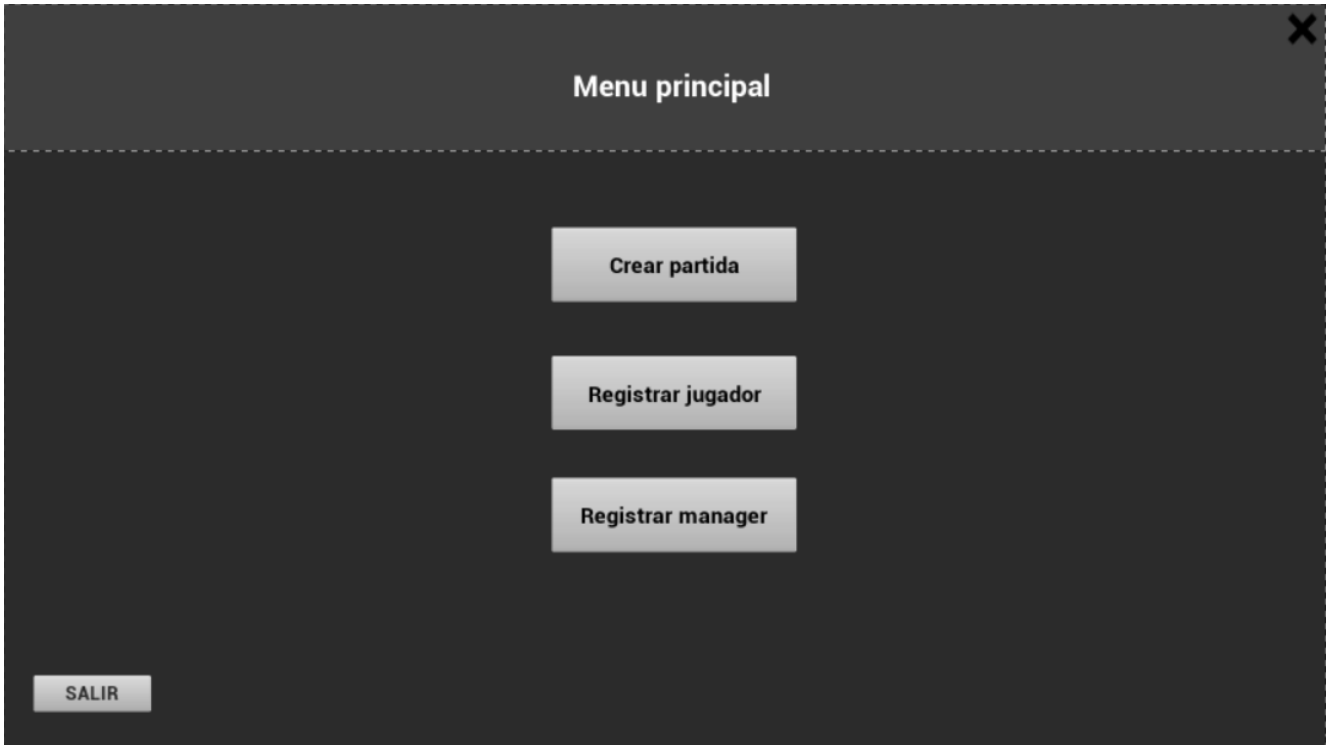 Menu principal
Crear partida
Registrar jugador
Registrar manager
SALIR